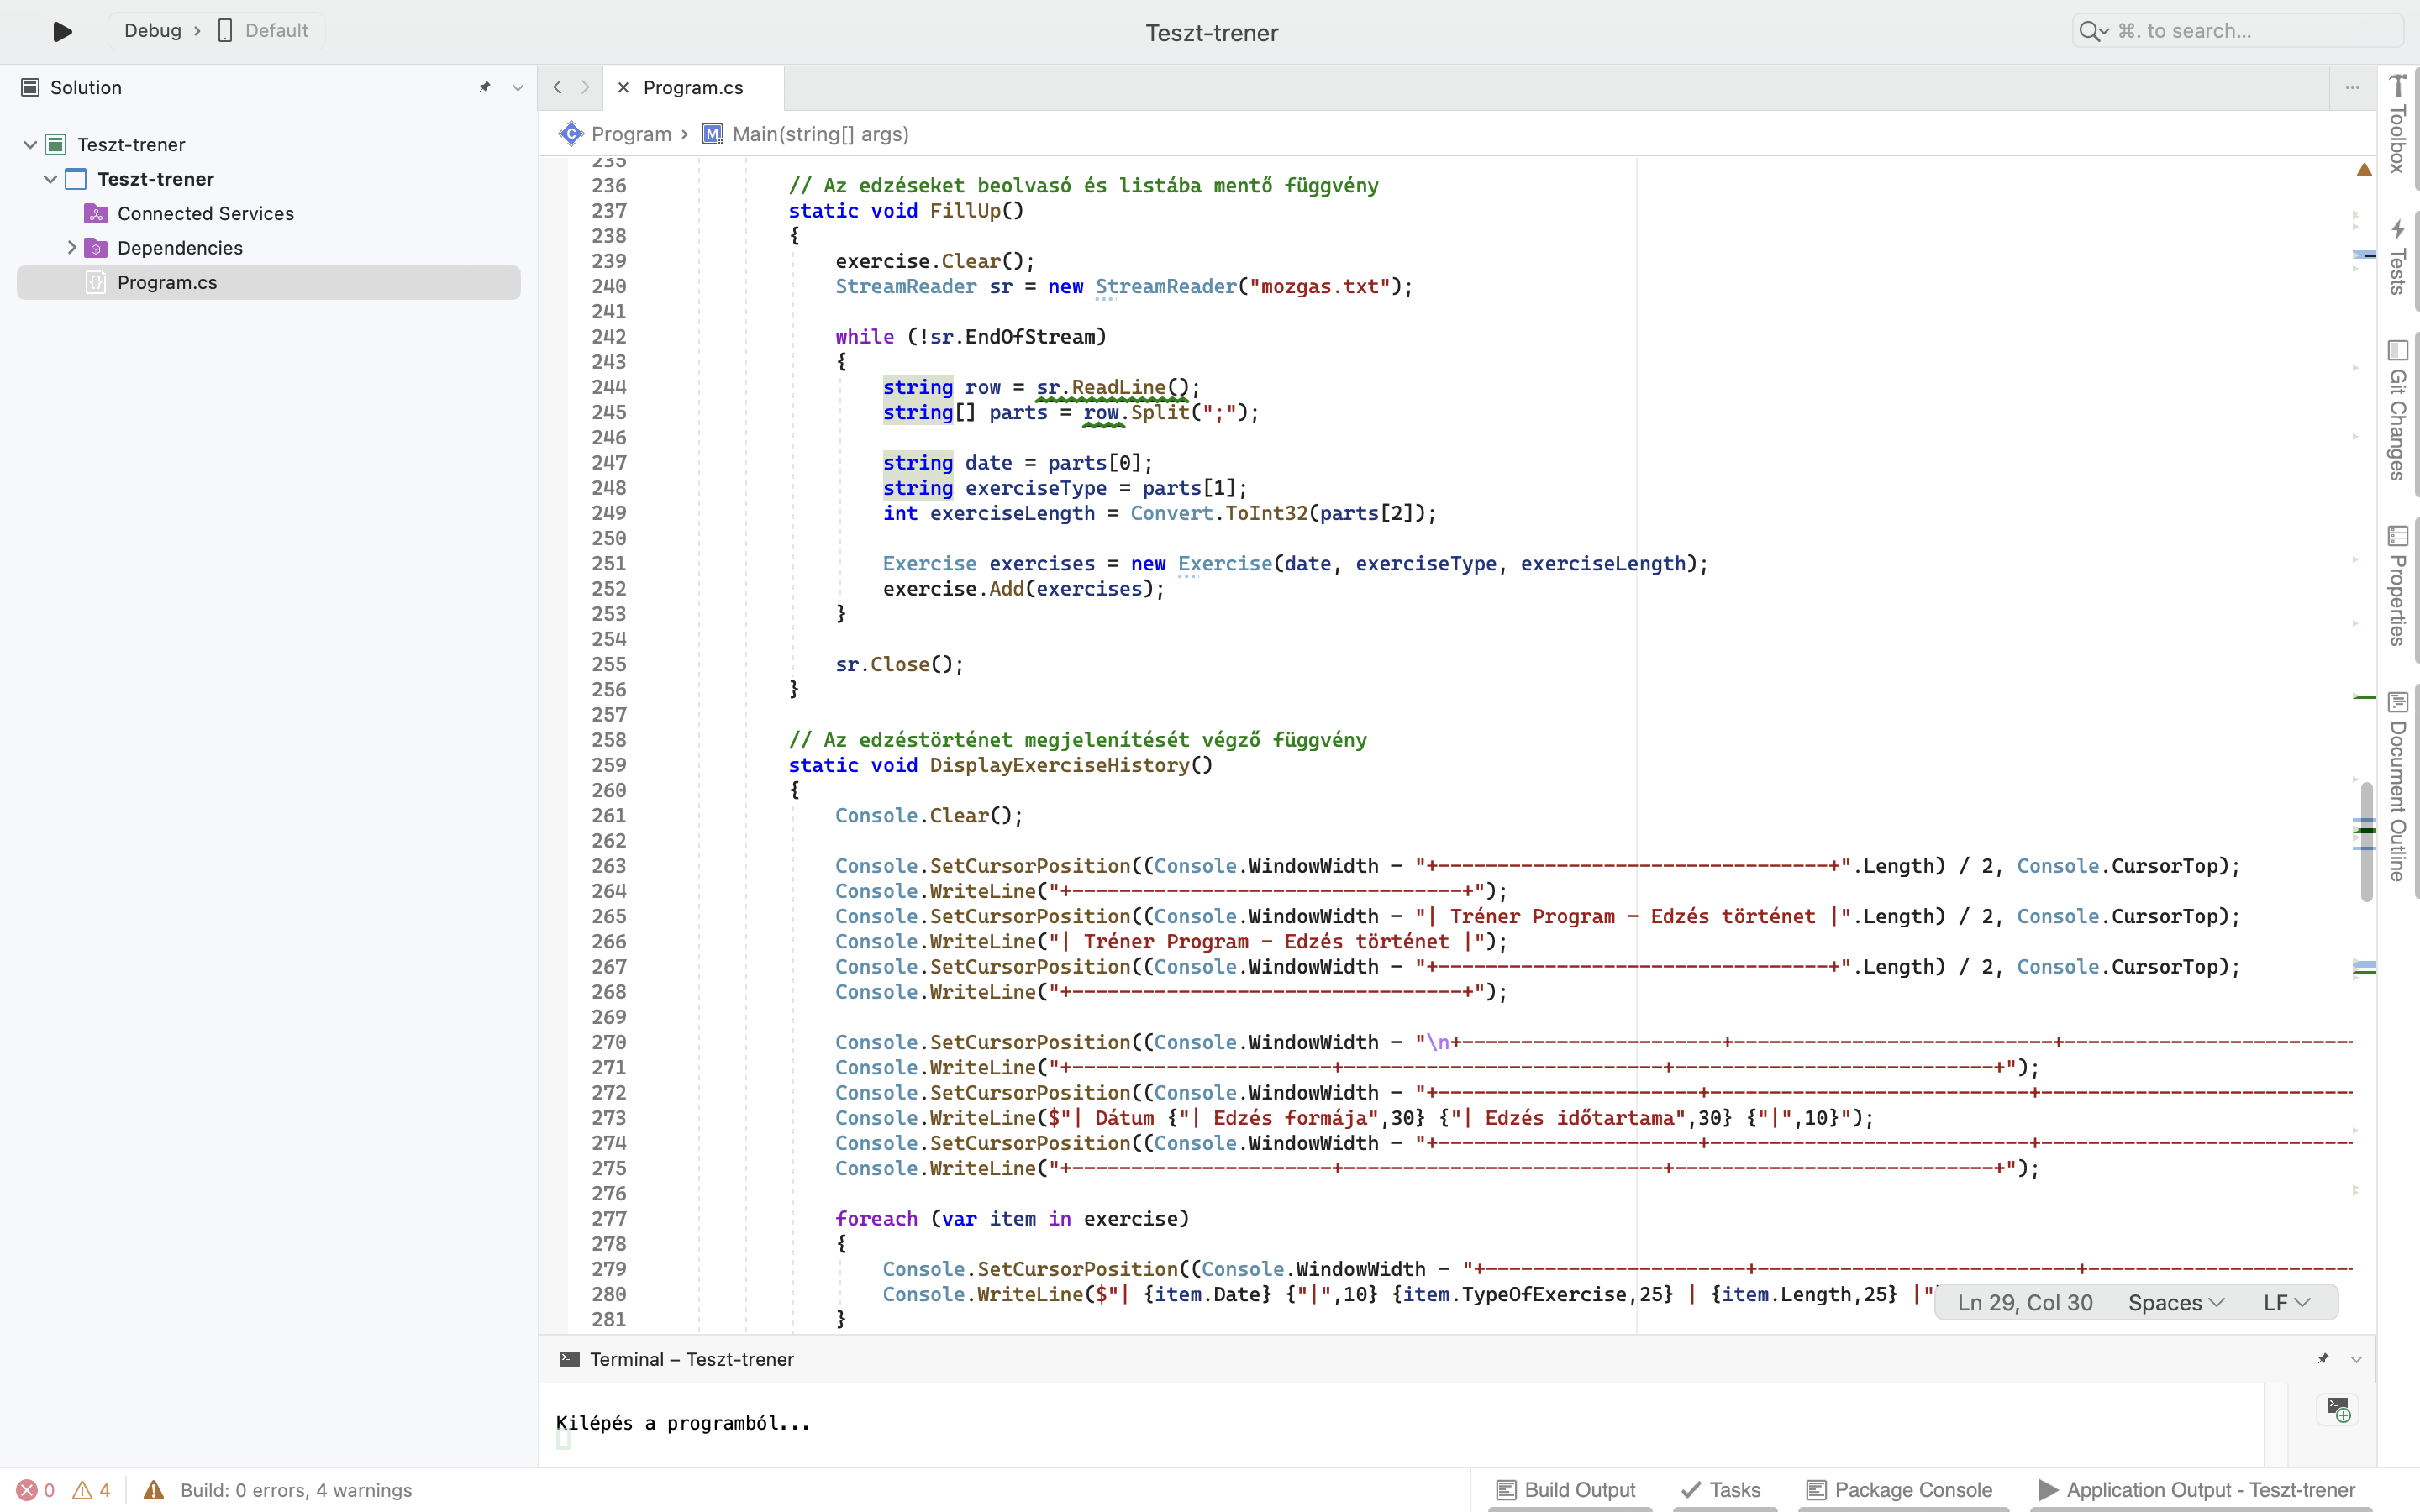 Debug › Default
Teszt-trener
⌘. to search...
Solution
Program.cs
Teszt-trener
Teszt-trener
Connected Services
Dependencies
Program.cs
Program › M Main(string[] args)
235
236 // Az edzéseket beolvasó és listába mentő függvény
237 static void FillUp()
238 {
239 exercise.Clear();
240 StreamReader sr = new StreamReader("mozgas.txt");
241
242 while (!sr.EndOfStream)
243 {
244 string row = sr.ReadLine();
245 string[] parts = row.Split(";");
246
247 string date = parts[0];
248 string exerciseType = parts[1];
249 int exerciseLength = Convert.ToInt32(parts[2]);
250
251 Exercise exercises = new Exercise(date, exerciseType, exerciseLength);
252 exercise.Add(exercises);
253 }
254
255 sr.Close();
256 }
257
258 // Az edzéstörténet megjelenítését végző függvény
259 static void DisplayExerciseHistory()
260 {
261 Console.Clear();
262
263 Console.SetCursorPosition((Console.WindowWidth - "+---------------------------------+".Length) / 2, Console.CursorTop);
264 Console.WriteLine("+---------------------------------+");
265 Console.SetCursorPosition((Console.WindowWidth - "| Tréner Program - Edzés történet |".Length) / 2, Console.CursorTop);
266 Console.WriteLine("| Tréner Program - Edzés történet |");
267 Console.SetCursorPosition((Console.WindowWidth - "+---------------------------------+".Length) / 2, Console.CursorTop);
268 Console.WriteLine("+---------------------------------+");
269
270 Console.SetCursorPosition((Console.WindowWidth - "\n+----------------------+---------------------------+------------------------
271 Console.WriteLine("+----------------------+---------------------------+---------------------------+");
272 Console.SetCursorPosition((Console.WindowWidth - "+----------------------+---------------------------+--------------------------
273 Console.WriteLine($"| Dátum {"| Edzés formája",30} {"| Edzés időtartama",30} {"|",10}");
274 Console.SetCursorPosition((Console.WindowWidth - "+----------------------+---------------------------+--------------------------
275 Console.WriteLine("+----------------------+---------------------------+---------------------------+");
276
277 foreach (var item in exercise)
278 {
279 Console.SetCursorPosition((Console.WindowWidth - "+----------------------+---------------------------+----------------------
280 Console.WriteLine($"| {item.Date} {"|",10} {item.TypeOfExercise,25} | {item.Length,25} |"
281 }
Ln 29, Col 30 Spaces LF
Toolbox
Tests
Git Changes
Properties
Document Outline
Terminal – Teszt-trener
Kilépés a programból...
0 4 Build: 0 errors, 4 warnings
Build Output Tasks Package Console Application Output - Teszt-trener